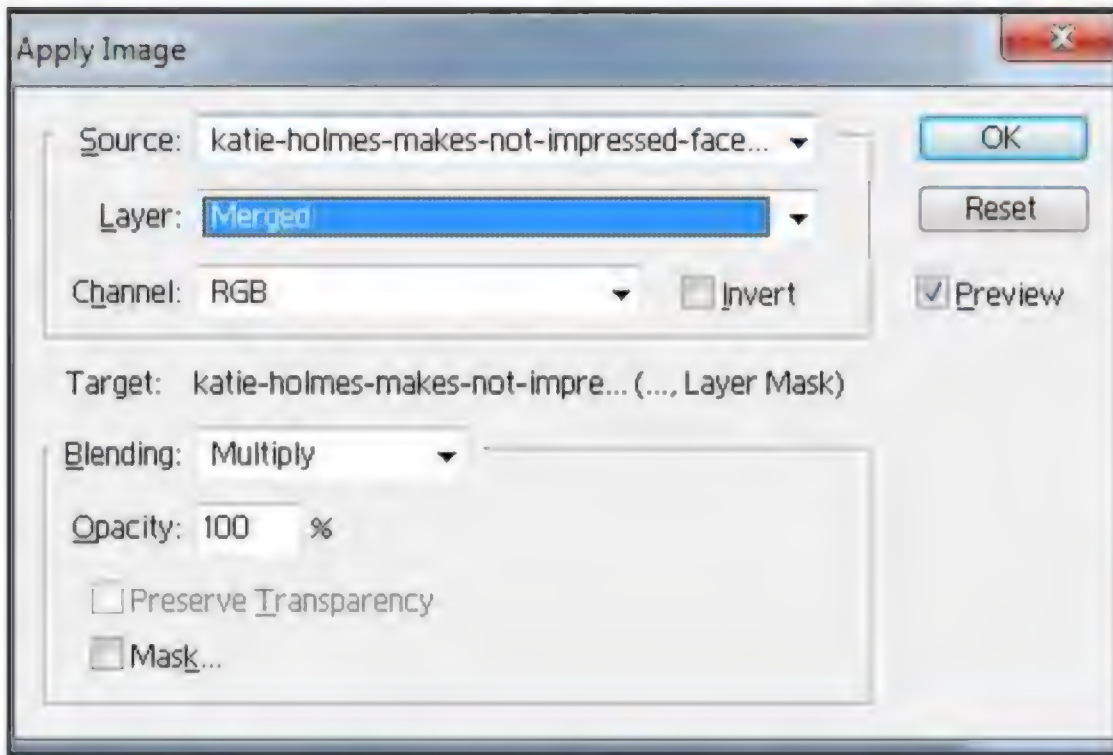 Apply Image
Source: katie-holmes-makes-not-impressed-face... OK
Layer: Merged Reset
Channel: RGB Invert Preview
Target: katie-holmes-makes-not-impre... (..., Layer Mask)
Blending: Multiply
Opacity: 100 %
Preserve Transparency
Mask...